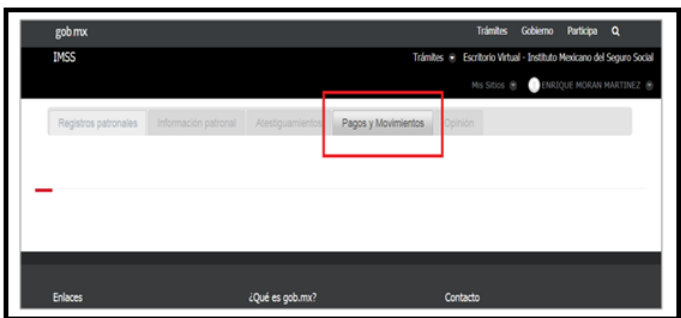 gob mx Trámites Gobierno Participa
IMSS Trámites Escritorio Virtual - Instituto Mexicano del Seguro Social
Mis Sitios ENRIQUE MORAN MARTINEZ
Registros patronales Información patronal Atestiguamientos Pagos y Movimientos Opinion
Enlaces ¿Qué es gob.mx? Contacto